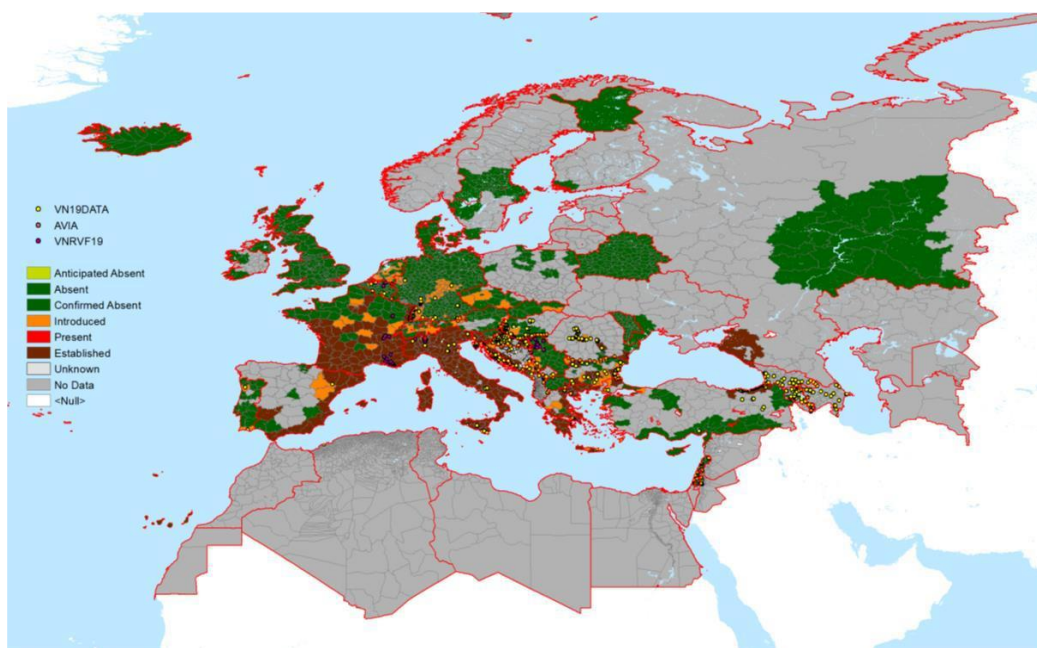 VN19DATA
AVIA
VNRVF19
Anticipated Absent
Absent
Confirmed Absent
Introduced
Present
Established
Unknown
No Data
<Null>